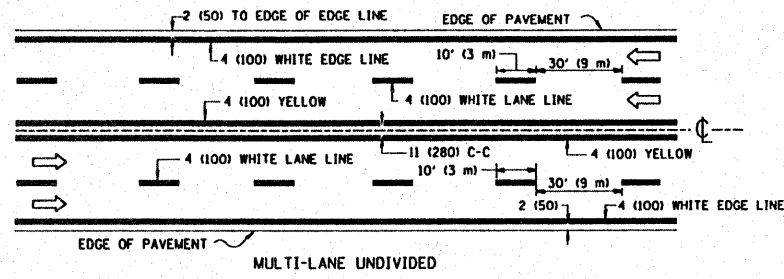 2 (50) TO EDGE OF EDGE LINE
EDGE OF PAVEMENT
4 (100) WHITE EDGE LINE
10' (3 m)
30' (9 m)
4 (100) YELLOW
4 (100) WHITE LANE LINE
℄
4 (100) WHITE LANE LINE
11 (280) C-C
4 (100) YELLOW
10' (3 m)
30' (9 m)
2 (50)
4 (100) WHITE EDGE LINE
EDGE OF PAVEMENT
MULTI-LANE UNDIVIDED